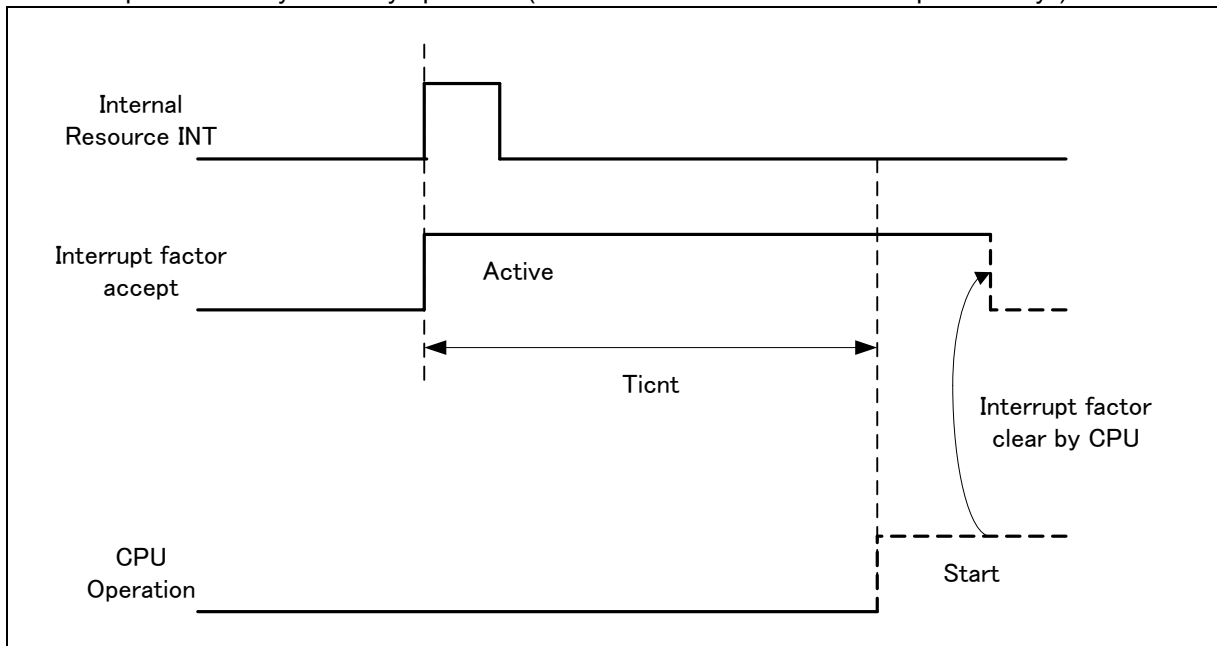 Internal
Resource INT
Interrupt factor
accept
Active
Ticnt
Interrupt factor
clear by CPU
CPU
Operation
Start